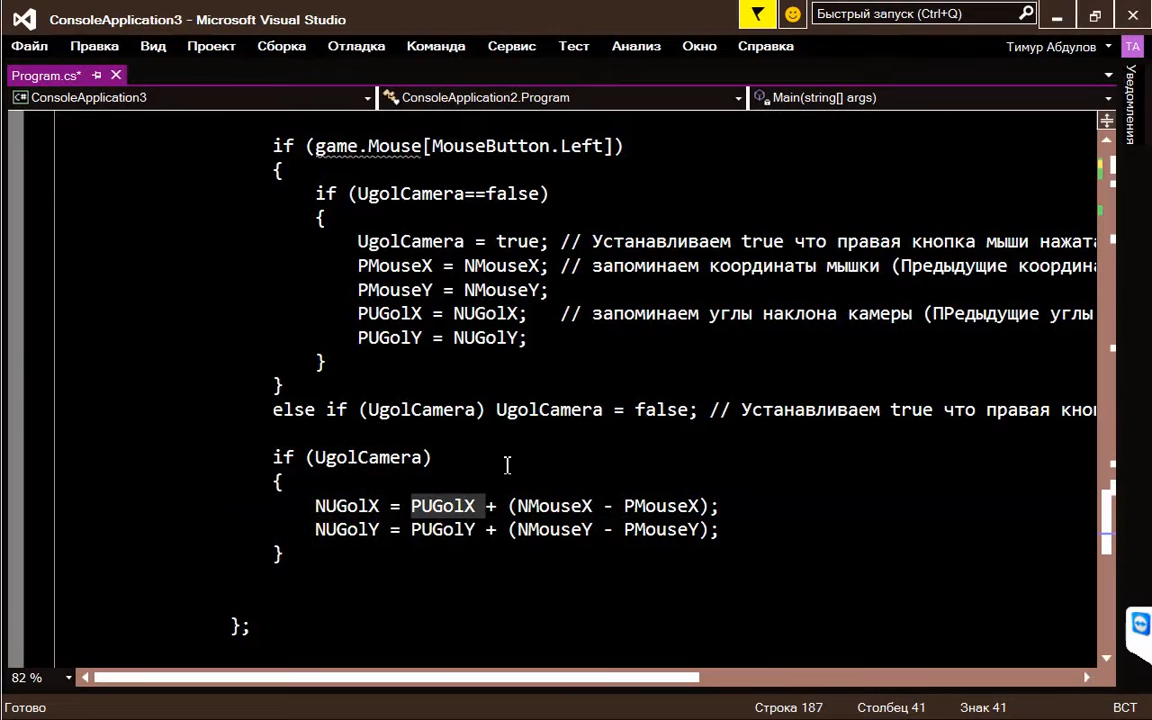 ConsoleApplication3 - Microsoft Visual Studio
Быстрый запуск (Ctrl+Q)
Файл Правка Вид Проект Сборка Отладка Команда Сервис Тест Анализ Окно Справка Тимур Абдулов ТА
Program.cs*
Уведомления
C# ConsoleApplication3 ConsoleApplication2.Program Main(string[] args)
if (game.Mouse[MouseButton.Left])
{
if (UgolCamera==false)
{
UgolCamera = true; // Устанавливаем true что правая кнопка мыши нажата
PMouseX = NMouseX; // запоминаем координаты мышки (Предыдущие координа
PMouseY = NMouseY;
PUGolX = NUGolX; // запоминаем углы наклона камеры (ПРедыдущие углы
PUGolY = NUGolY;
}
}
else if (UgolCamera) UgolCamera = false; // Устанавливаем true что правая кноп
if (UgolCamera)
{
NUGolX = PUGolX + (NMouseX - PMouseX);
NUGolY = PUGolY + (NMouseY - PMouseY);
}
};
82 %
Готово Строка 187 Столбец 41 Знак 41 ВСТ